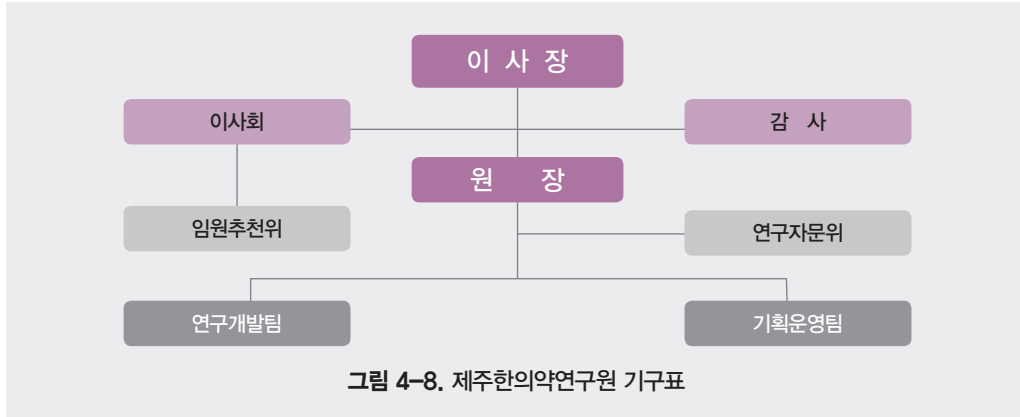 이 사 장
이사회
감 사
원 장
임원추천위
연구자문위
연구개발팀
기획운영팀
그림 4-8. 제주한의약연구원 기구표